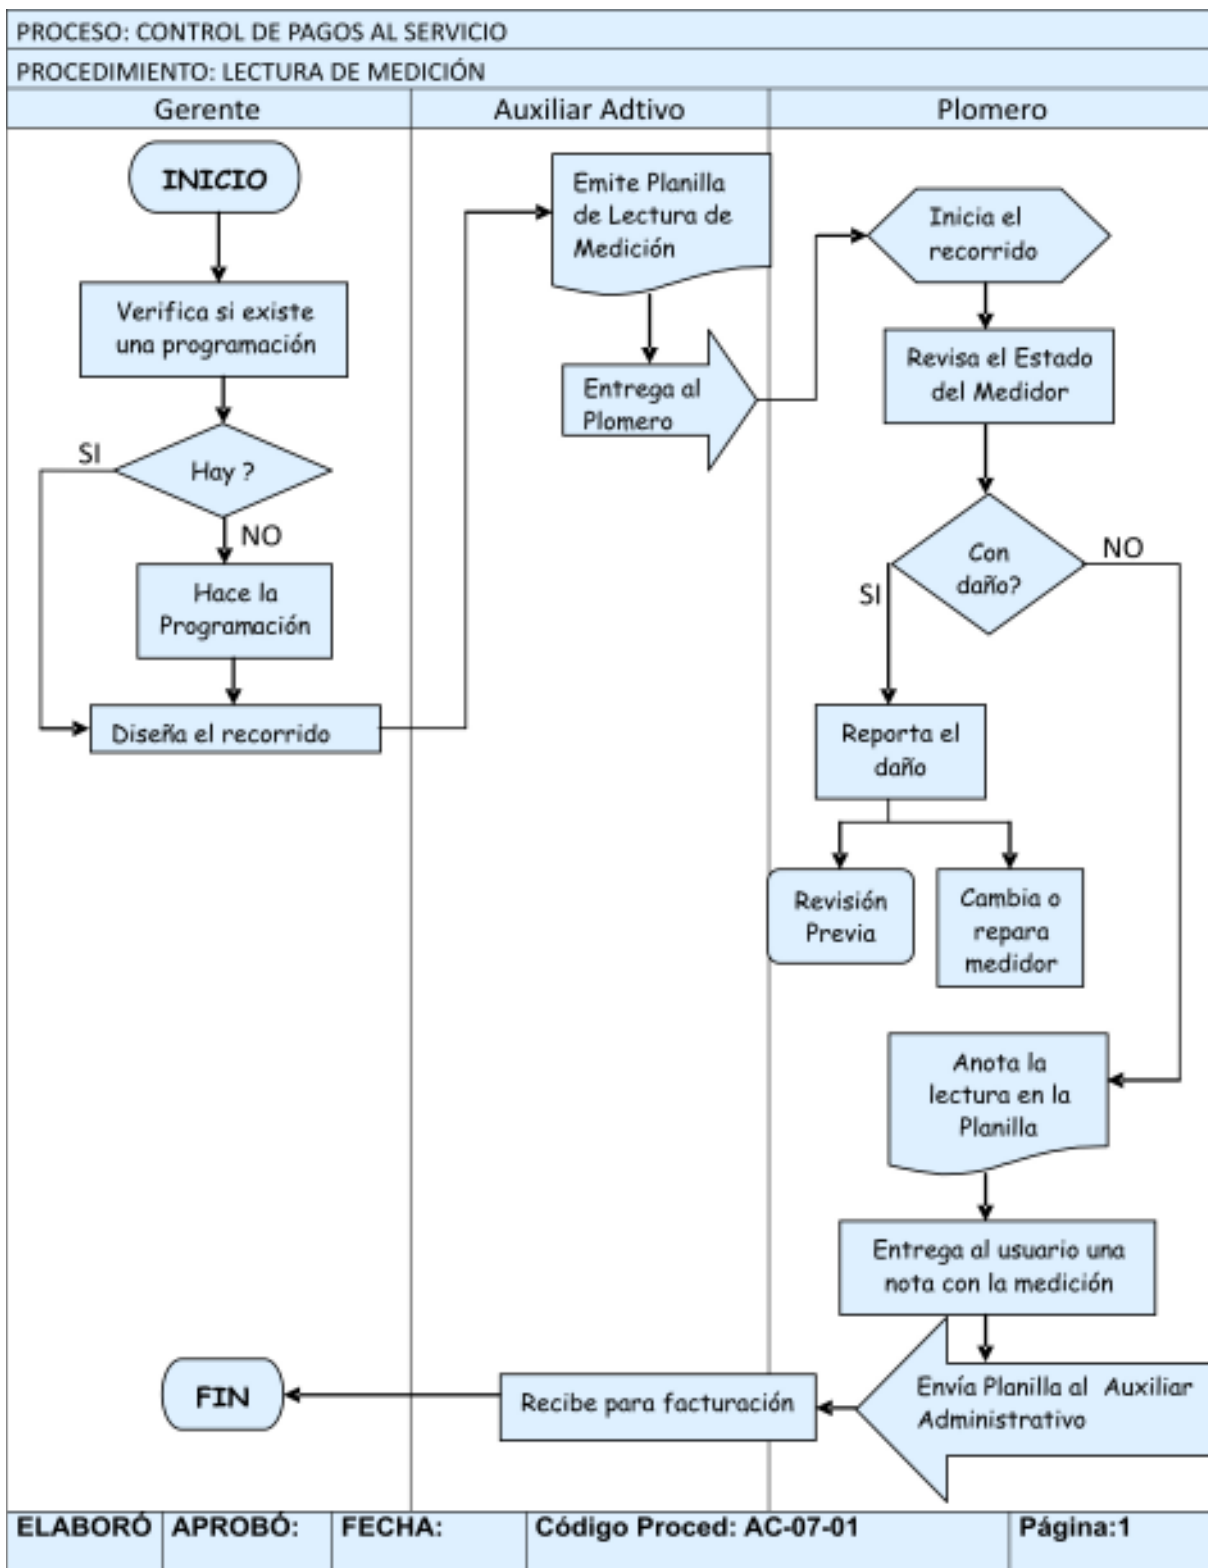 PROCESO: CONTROL DE PAGOS AL SERVICIO
PROCEDIMIENTO: LECTURA DE MEDICIÓN
Gerente
Auxiliar Adtivo
Plomero
INICIO
Verifica si existe
una programación
Hay ?
SI
NO
Hace la
Programación
Diseña el recorrido
Emite Planilla
de Lectura de
Medición
Entrega al
Plomero
Inicia el
recorrido
Revisa el Estado
del Medidor
Con
daño?
SI
NO
Reporta el
daño
Revisión
Previa
Cambia o
repara
medidor
Anota la
lectura en la
Planilla
Entrega al usuario una
nota con la medición
Envía Planilla al Auxiliar
Administrativo
Recibe para facturación
FIN
ELABORÓ
APROBÓ:
FECHA:
Código Proced: AC-07-01
Página:1